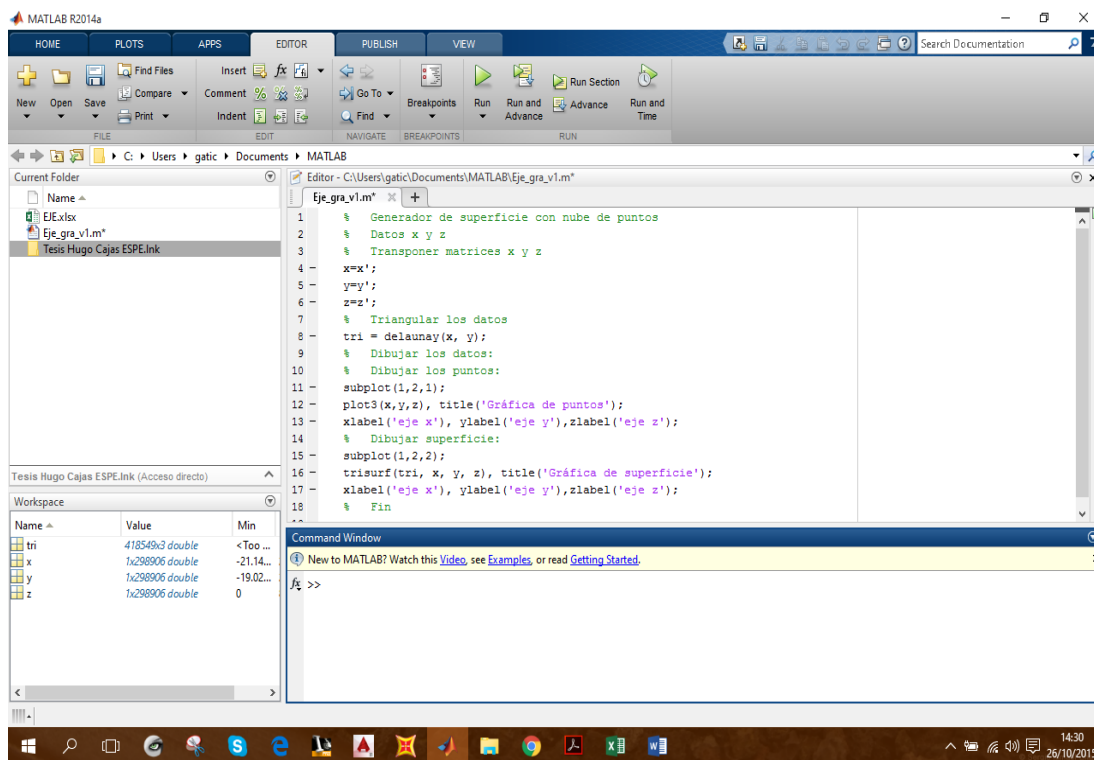 MATLAB R2014a
HOME PLOTS APPS EDITOR PUBLISH VIEW Search Documentation
New Open Save Find Files Compare Print FILE
Insert fx Comment Indent EDIT
Go To Find NAVIGATE
Breakpoints BREAKPOINTS
Run Run and Advance Run Section Advance Run and Time RUN
C: Users gatic Documents MATLAB
Current Folder
Name
EJE.xlsx
Eje_gra_v1.m*
Tesis Hugo Cajas ESPE.lnk
Tesis Hugo Cajas ESPE.lnk (Acceso directo)
Workspace
Name Value Min
tri 418549x3 double <Too ...
x 1x298906 double -21.14...
y 1x298906 double -19.02...
z 1x298906 double 0
Editor - C:\Users\gatic\Documents\MATLAB\Eje_gra_v1.m*
Eje_gra_v1.m*
1 % Generador de superficie con nube de puntos
2 % Datos x y z
3 % Transponer matrices x y z
4 – x=x';
5 – y=y';
6 – z=z';
7 % Triangular los datos
8 – tri = delaunay(x, y);
9 % Dibujar los datos:
10 % Dibujar los puntos:
11 – subplot(1,2,1);
12 – plot3(x,y,z), title('Gráfica de puntos');
13 – xlabel('eje x'), ylabel('eje y'),zlabel('eje z');
14 % Dibujar superficie:
15 – subplot(1,2,2);
16 – trisurf(tri, x, y, z), title('Gráfica de superficie');
17 – xlabel('eje x'), ylabel('eje y'),zlabel('eje z');
18 % Fin
Command Window
New to MATLAB? Watch this Video, see Examples, or read Getting Started.
fx >>
14:30
26/10/2015